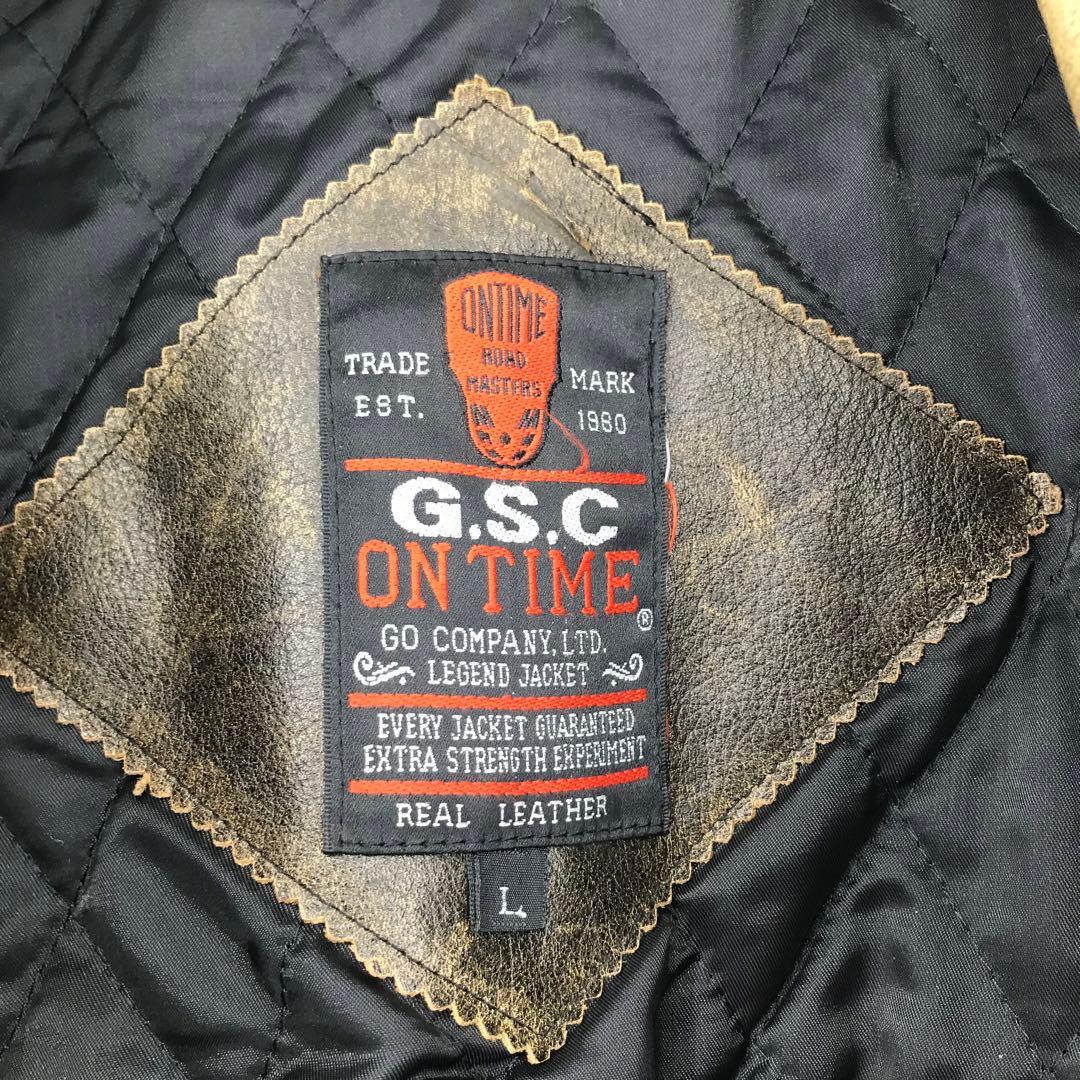 ONTIME
ROAD
MASTERS
TRADE MARK
EST. 1980
G.S.C
ON TIME®
GO COMPANY, LTD.
LEGEND JACKET
EVERY JACKET GUARANTEED
EXTRA STRENGTH EXPERIMENT
REAL LEATHER
L